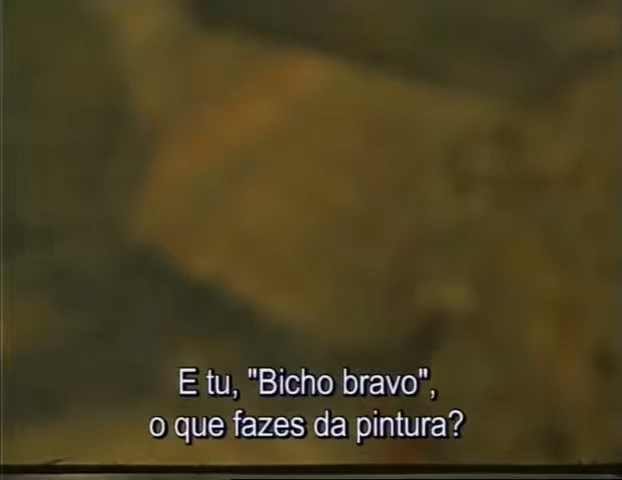 E tu, "Bicho bravo",
o que fazes da pintura?